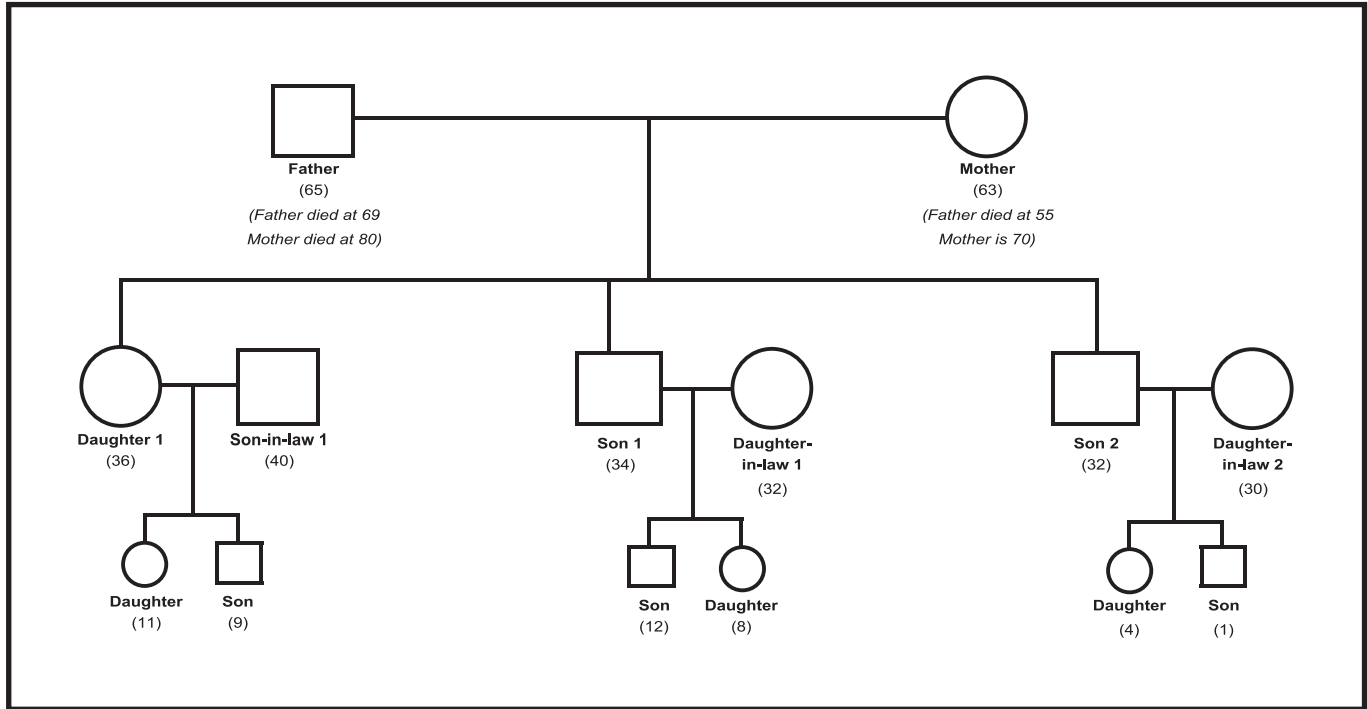 Father
(65)
(Father died at 69
Mother died at 80)
Mother
(63)
(Father died at 55
Mother is 70)
Daughter 1
(36)
Son-in-law 1
(40)
Son 1
(34)
Daughter-
in-law 1
(32)
Son 2
(32)
Daughter-
in-law 2
(30)
Daughter
(11)
Son
(9)
Son
(12)
Daughter
(8)
Daughter
(4)
Son
(1)